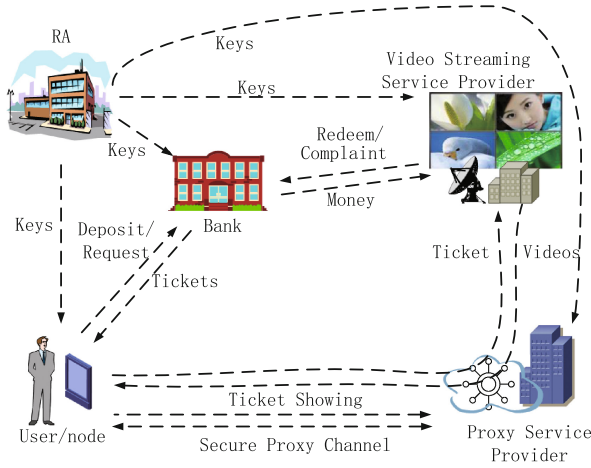 RA
Keys
Video Streaming
Service Provider
Keys
Keys
Redeem/
Complaint
Money
Bank
Keys
Deposit/
Request
Tickets
Ticket
Videos
Ticket Showing
User/node
Secure Proxy Channel
Proxy Service
Provider